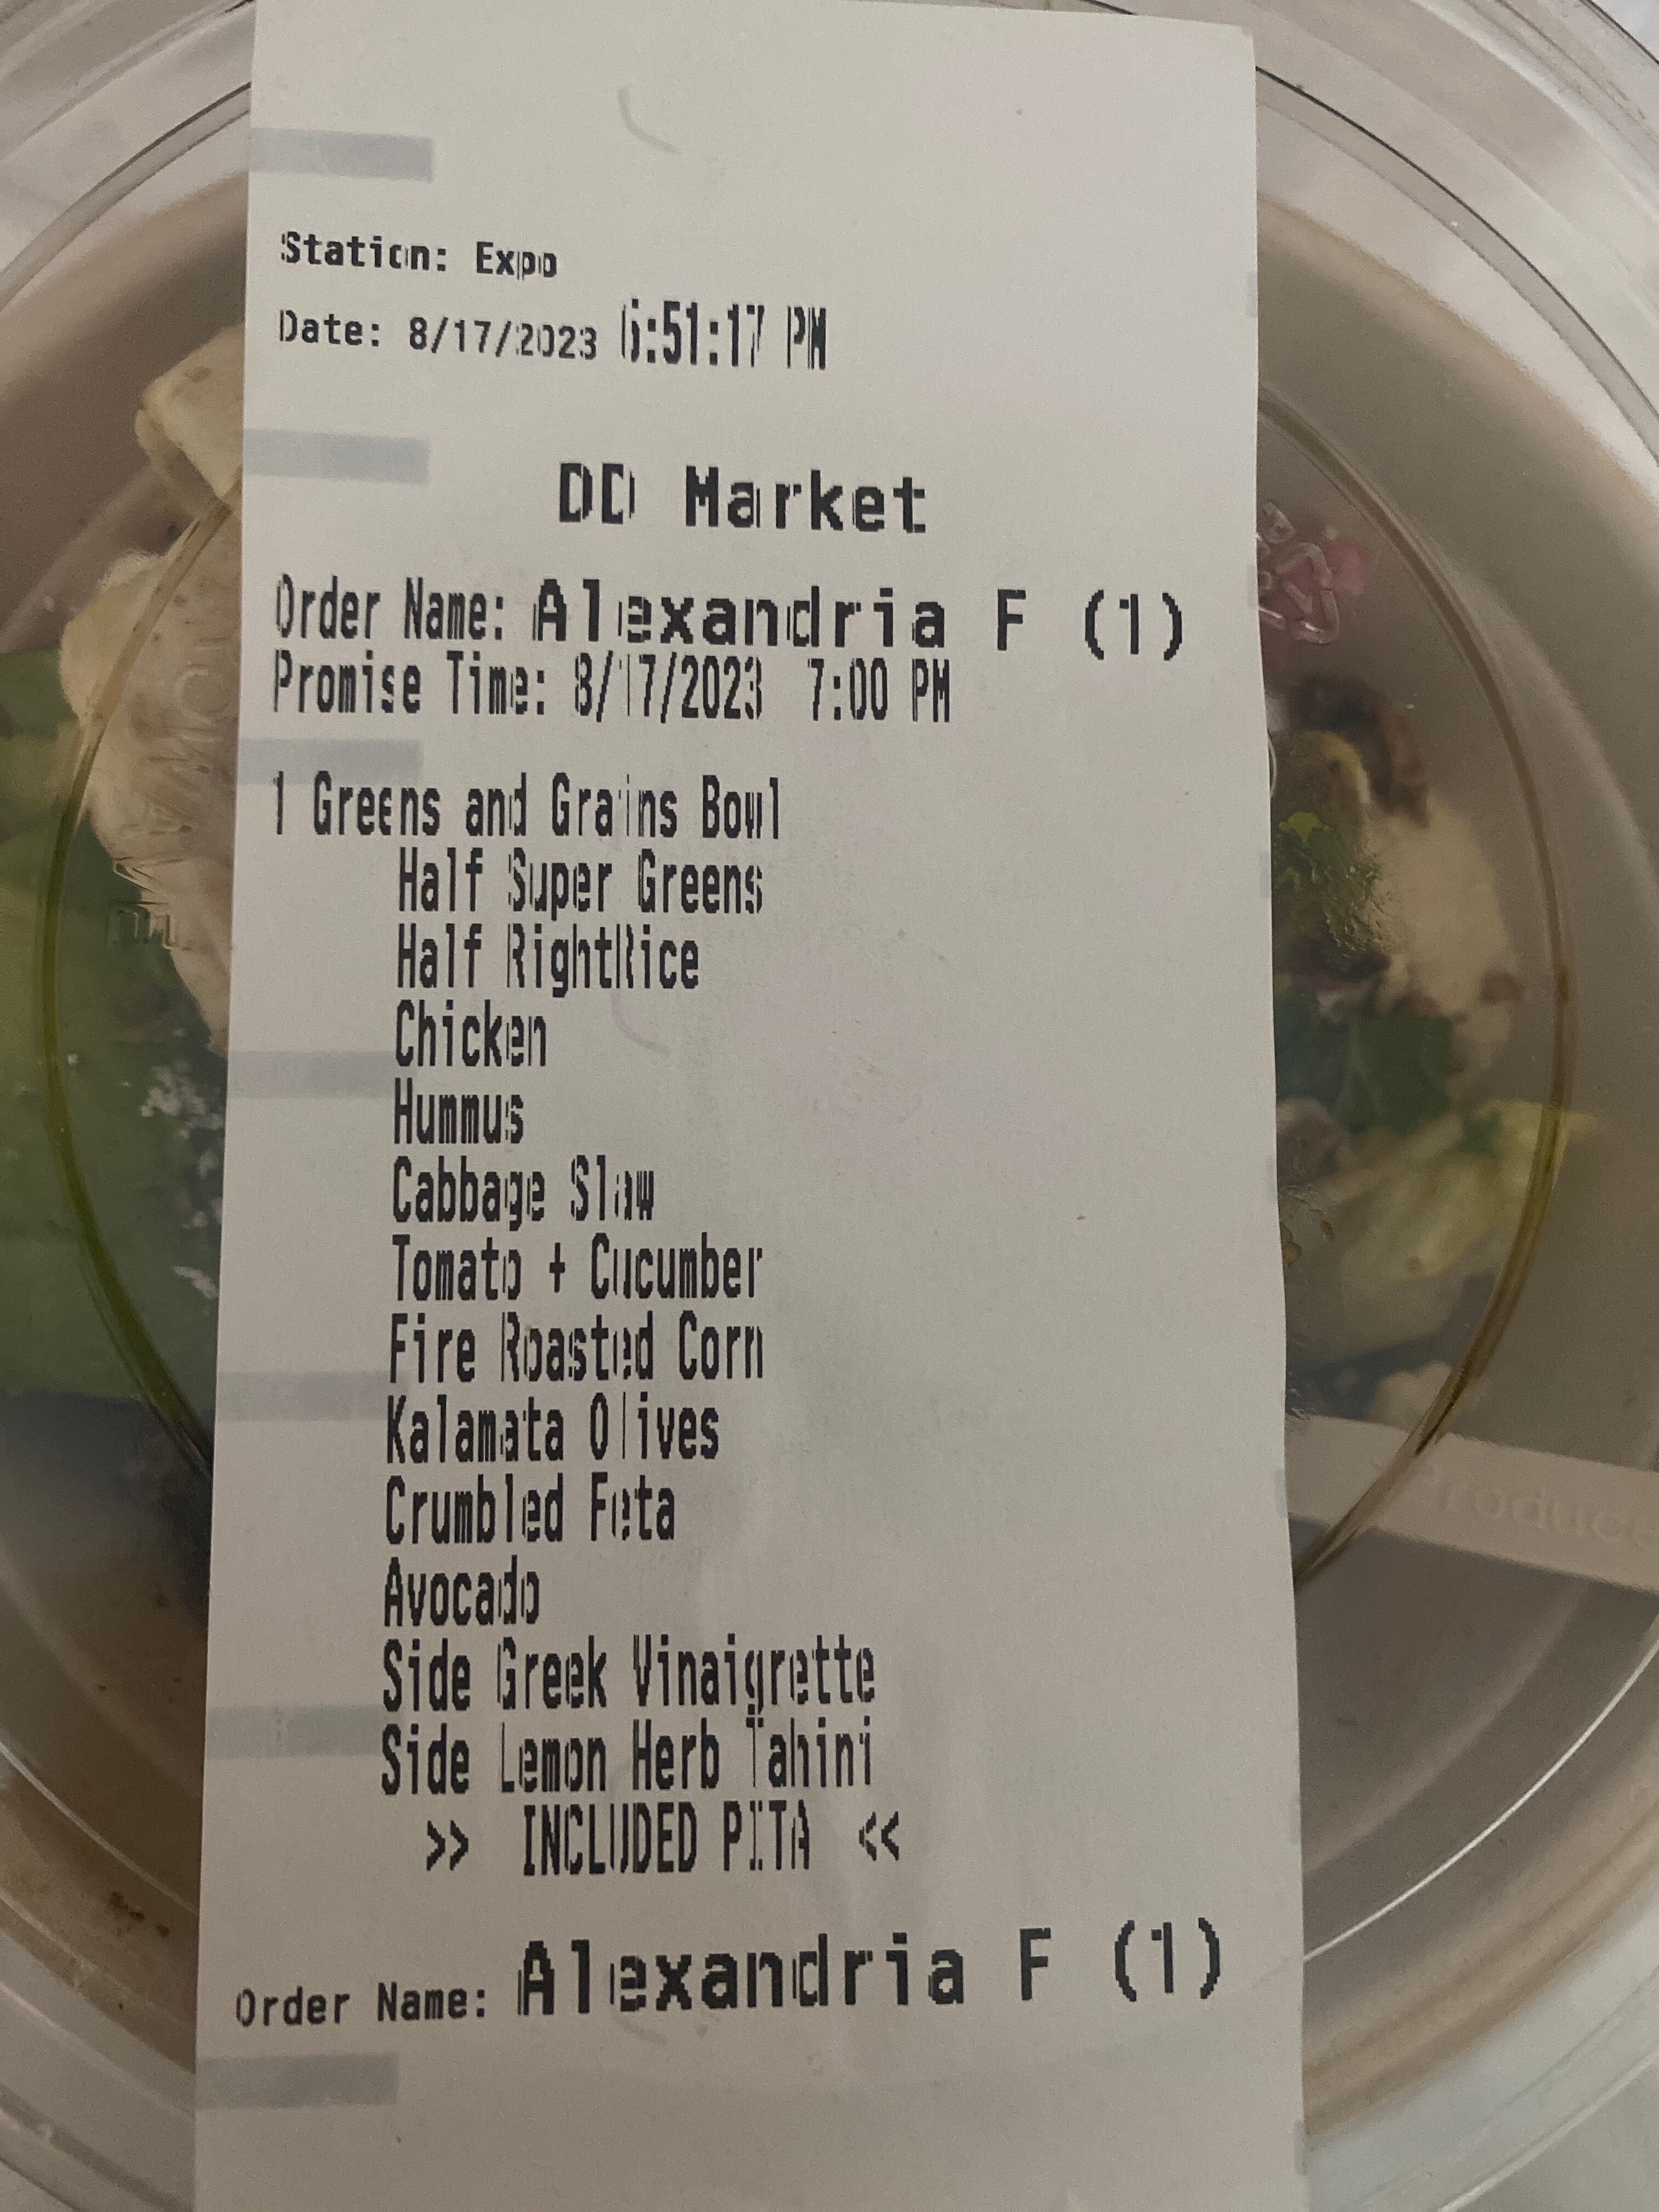 Station: Expo
Date: 8/17/2023 6:51:17 PM
DD Market
Order Name: Alexandria F (1)
Promise Time: 8/17/2023 7:00 PM
1 Greens and Grains Bowl
Half Super Greens
Half RightRice
Chicken
Hummus
Cabbage Slaw
Tomato + Cucumber
Fire Roasted Corn
Kalamata Olives
Crumbled Feta
Avocado
Side Greek Vinaigrette
Side Lemon Herb Tahini
>> INCLUDED PITA <<
Order Name: Alexandria F (1)